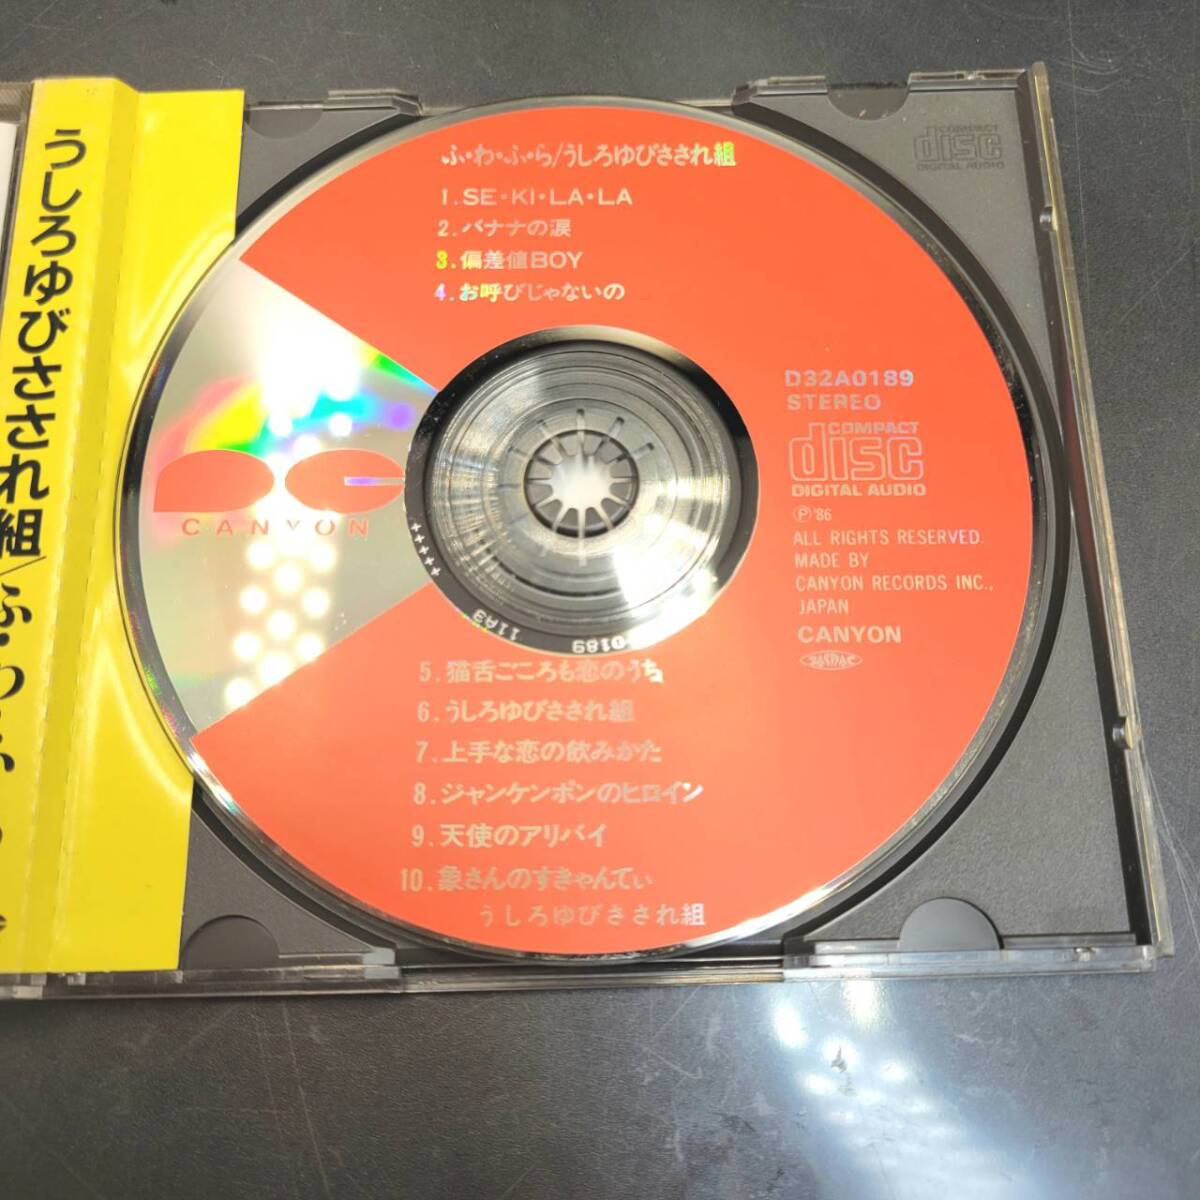 うしろゆびさされ組/ふ・わ・ふ
ふ・わ・ふ・ら/うしろゆびさされ組
1. SE・KI・LA・LA
2. バナナの涙
3. 偏差値BOY
4. お呼びじゃないの
D32A0189
STEREO
COMPACT
disc
DIGITAL AUDIO
Ⓟ'86
ALL RIGHTS RESERVED.
MADE BY
CANYON RECORDS INC.,
JAPAN
CANYON
CANYON
5. 猫舌ごころも恋のうち
6. うしろゆびさされ組
7. 上手な恋の飲みかた
8. ジャンケンポンのヒロイン
9. 天使のアリバイ
10. 象さんのすきゃんてぃ
うしろゆびさされ組
COMPACT
disc
DIGITAL AUDIO
11A3
0189
+++++